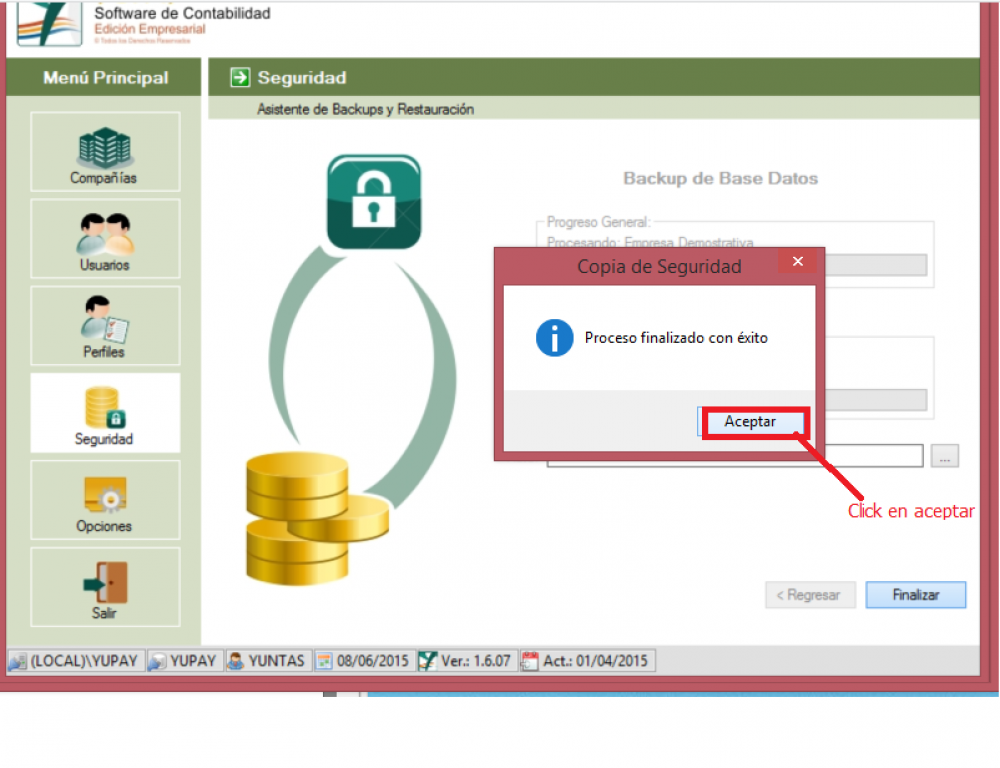 Software de Contabilidad
Edición Empresarial
© Todos los Derechos Reservados
Menú Principal
Seguridad
Asistente de Backups y Restauración
Compañías
Usuarios
Perfiles
Seguridad
Opciones
Salir
Backup de Base Datos
Progreso General:
Procesando: Empresa Demostrativa
Copia de Seguridad
Proceso finalizado con éxito
Aceptar
...
Click en aceptar
< Regresar
Finalizar
(LOCAL)\YUPAY
YUPAY
YUNTAS
08/06/2015
Ver.: 1.6.07
Act.: 01/04/2015